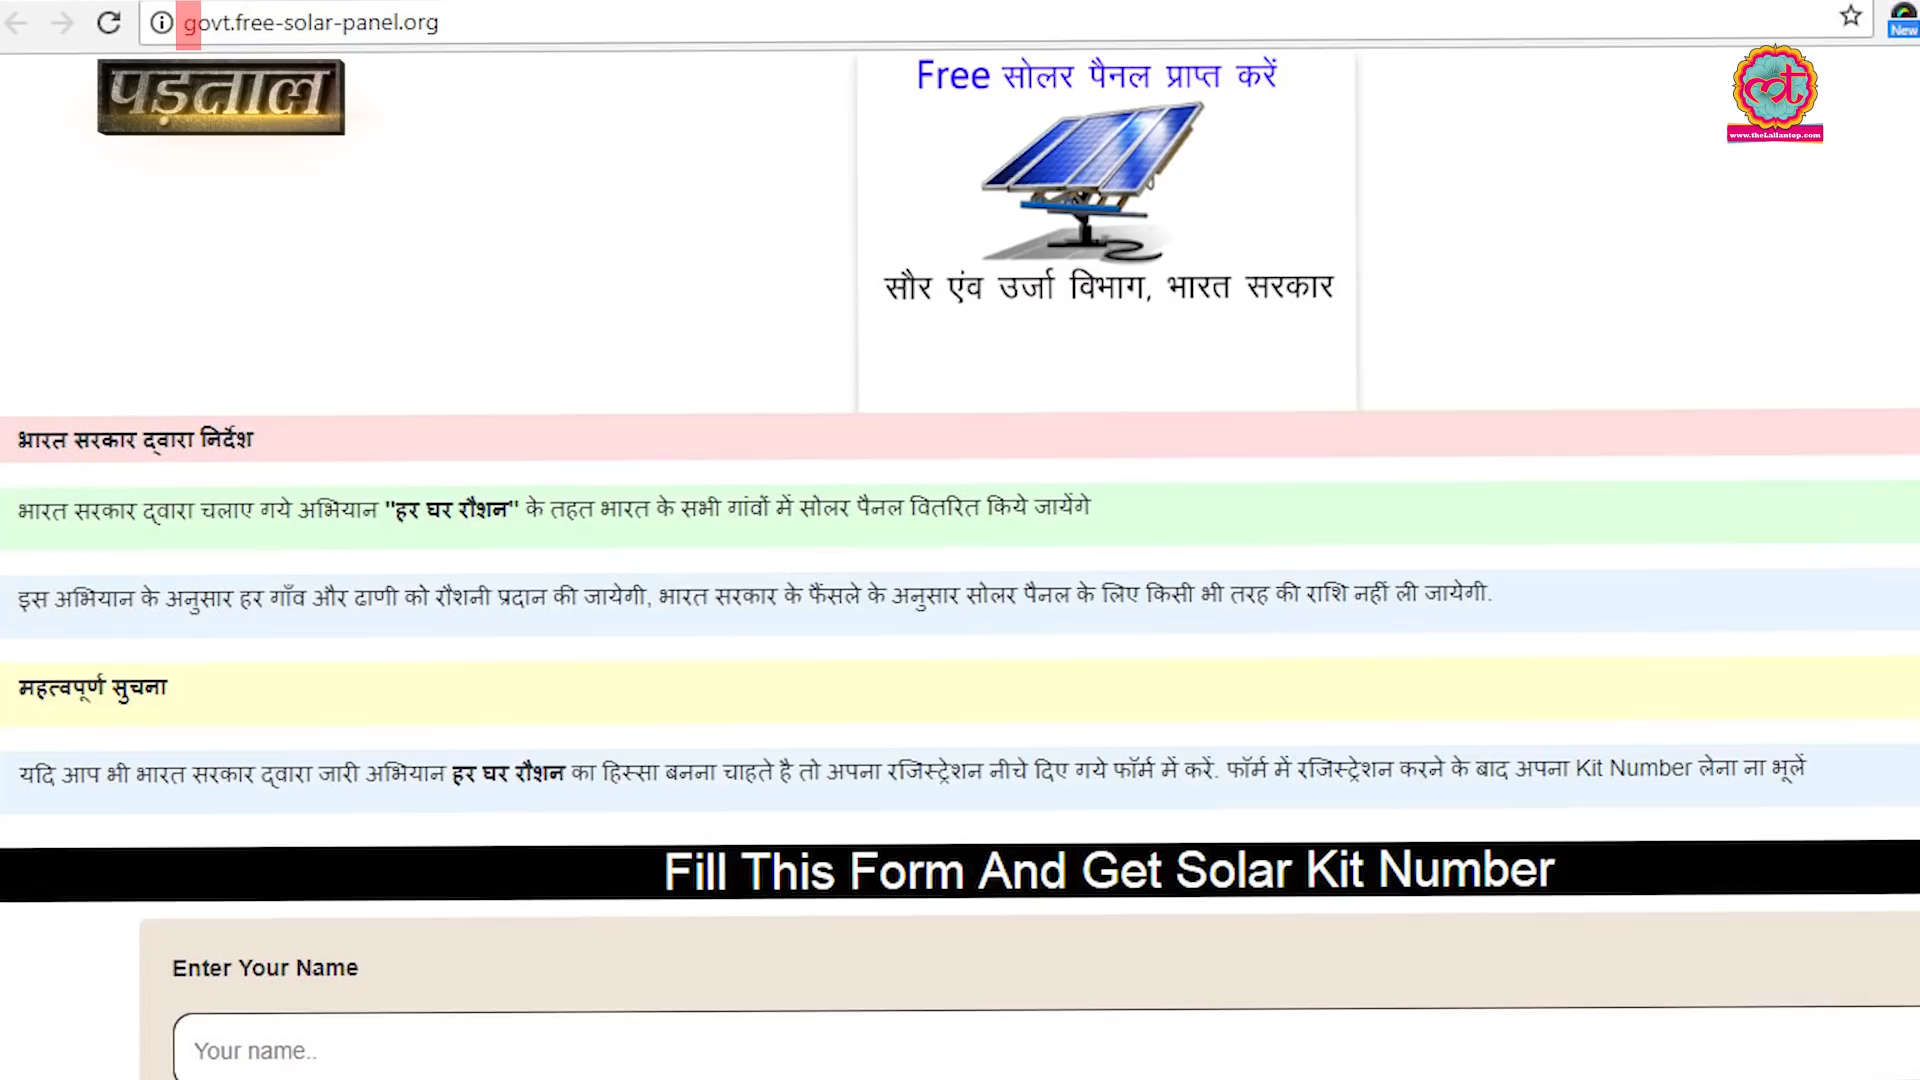 govt.free-solar-panel.org
New
पड़ताल
Free सोलर पैनल प्राप्त करें
www.theLallantop.com
सौर एंव उर्जा विभाग, भारत सरकार
भारत सरकार द्वारा निर्देश
भारत सरकार द्वारा चलाए गये अभियान "हर घर रौशन" के तहत भारत के सभी गांवों में सोलर पैनल वितरित किये जायेंगे
इस अभियान के अनुसार हर गाँव और ढाणी को रौशनी प्रदान की जायेगी, भारत सरकार के फैंसले के अनुसार सोलर पैनल के लिए किसी भी तरह की राशि नहीं ली जायेगी.
महत्वपूर्ण सुचना
यदि आप भी भारत सरकार द्वारा जारी अभियान हर घर रौशन का हिस्सा बनना चाहते है तो अपना रजिस्ट्रेशन नीचे दिए गये फॉर्म में करें. फॉर्म में रजिस्ट्रेशन करने के बाद अपना Kit Number लेना ना भूलें
Fill This Form And Get Solar Kit Number
Enter Your Name
Your name..